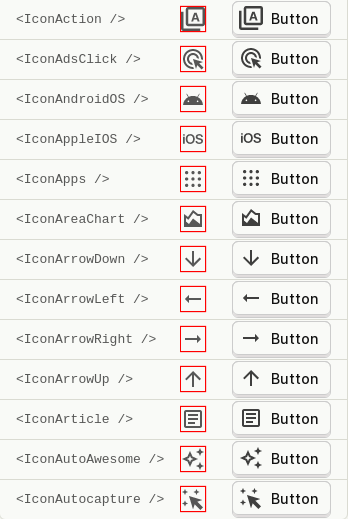 <IconAction /> A A Button
<IconAdsClick /> Button
<IconAndroidOS /> Button
<IconAppleIOS /> iOS iOS Button
<IconApps /> Button
<IconAreaChart /> Button
<IconArrowDown /> Button
<IconArrowLeft /> Button
<IconArrowRight /> Button
<IconArrowUp /> Button
<IconArticle /> Button
<IconAutoAwesome /> Button
<IconAutocapture /> Button